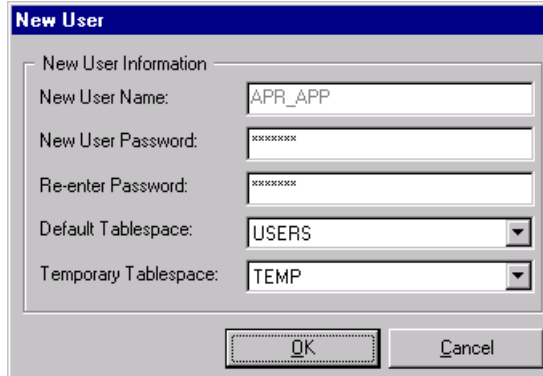 New User
New User Information
New User Name: APR_APP
New User Password: *******
Re-enter Password: *******
Default Tablespace: USERS
Temporary Tablespace: TEMP
OK Cancel